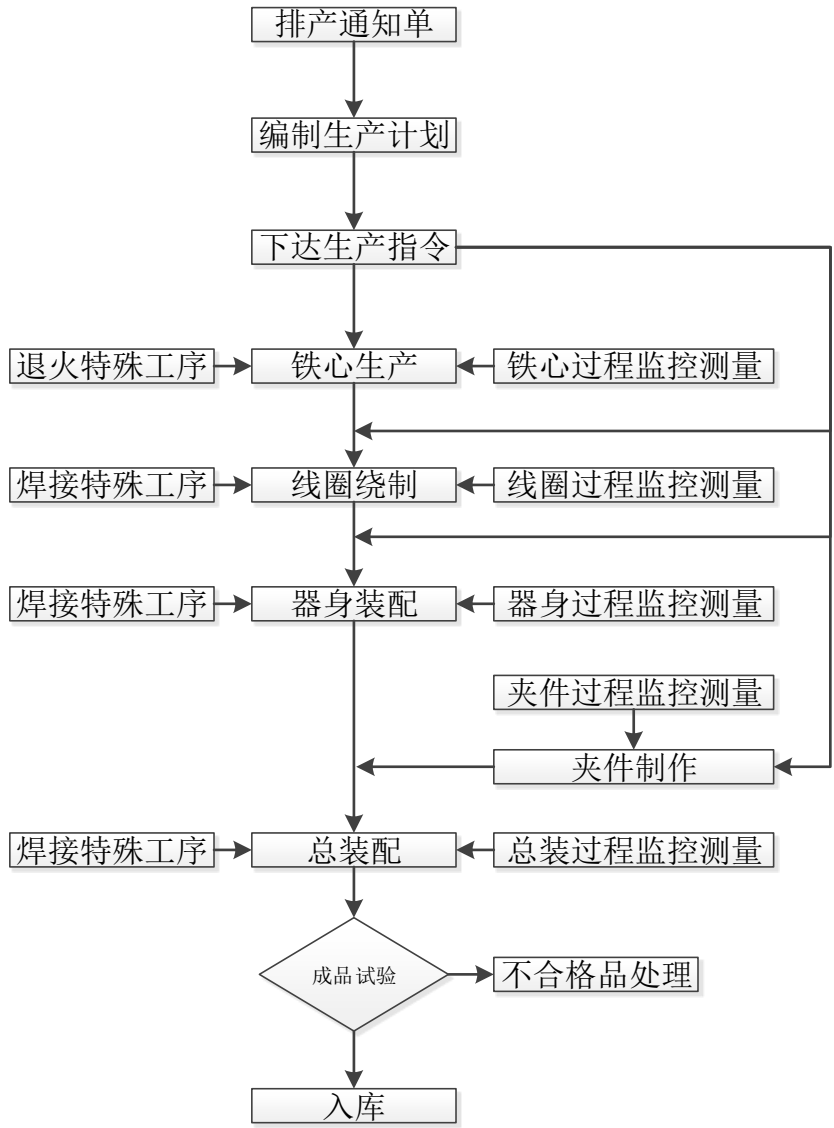 排产通知单
编制生产计划
下达生产指令
退火特殊工序
铁心生产
铁心过程监控测量
焊接特殊工序
线圈绕制
线圈过程监控测量
焊接特殊工序
器身装配
器身过程监控测量
夹件过程监控测量
夹件制作
焊接特殊工序
总装配
总装过程监控测量
成品试验
不合格品处理
入库